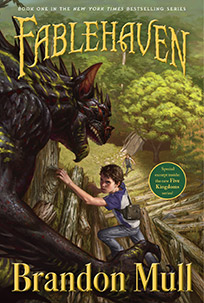 BOOK ONE IN THE NEW YORK TIMES BESTSELLING SERIES
FABLEHAVEN
Special
excerpt inside:
the new Five
Kingdoms
series!
Brandon Mull